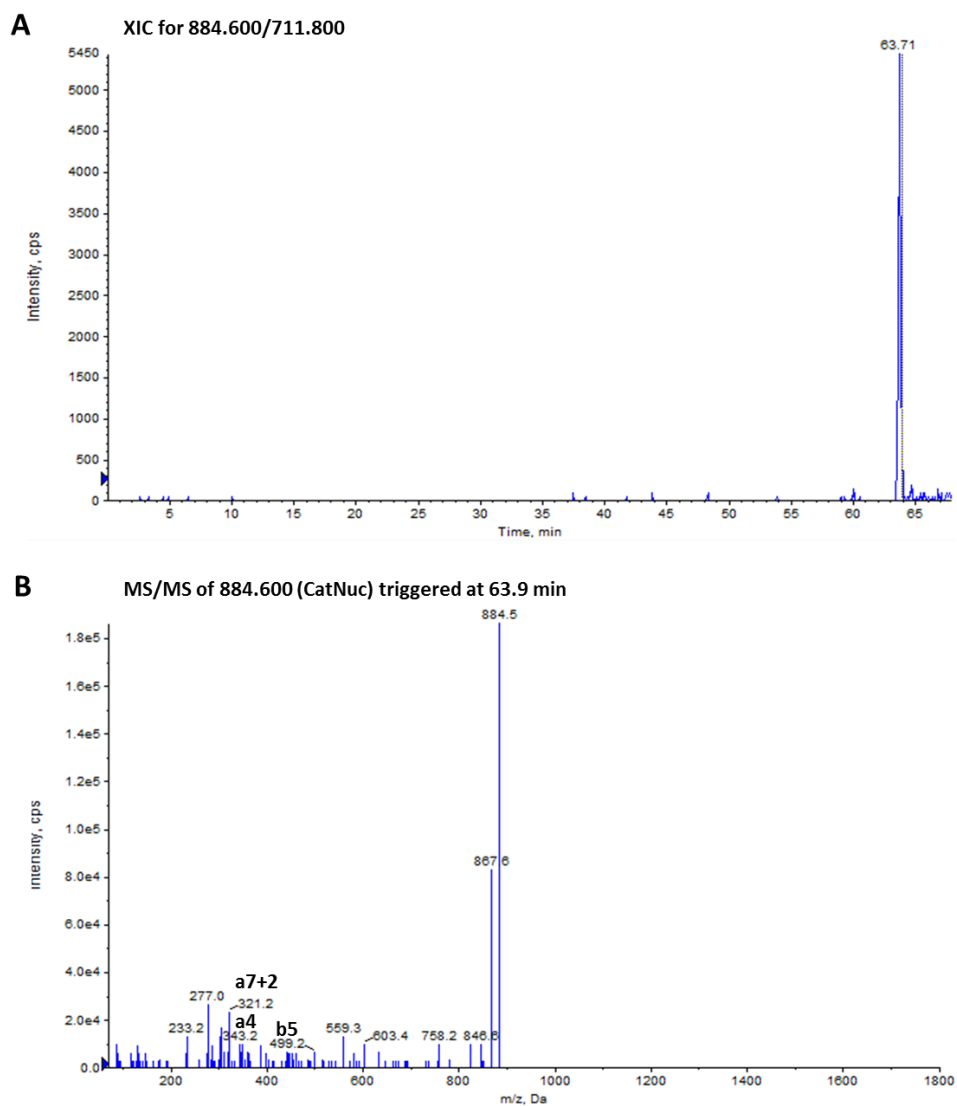 A
XIC for 884.600/711.800
63.71
5450
5000
4500
4000
3500
3000
2500
2000
1500
1000
500
0
Intensity, cps
5 10 15 20 25 30 35 40 45 50 55 60 65
Time, min
B
MS/MS of 884.600 (CatNuc) triggered at 63.9 min
884.5
1.8e5
1.6e5
1.4e5
1.2e5
1.0e5
8.0e4
6.0e4
4.0e4
2.0e4
0.0
Intensity, cps
867.6
a7+2
277.0
321.2
a4
233.2
343.2
b5
499.2
559.3
603.4
758.2
846.6
200 400 600 800 1000 1200 1400 1600 1800
m/z, Da